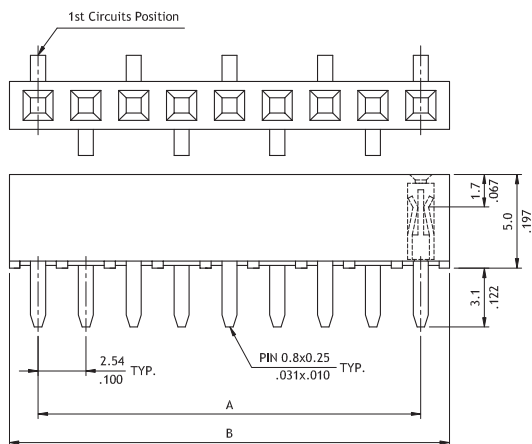 1st Circuits Position
1.7
.067
5.0
.197
3.1
.122
2.54
.100
TYP.
PIN 0.8x0.25
.031x.010
TYP.
A
B